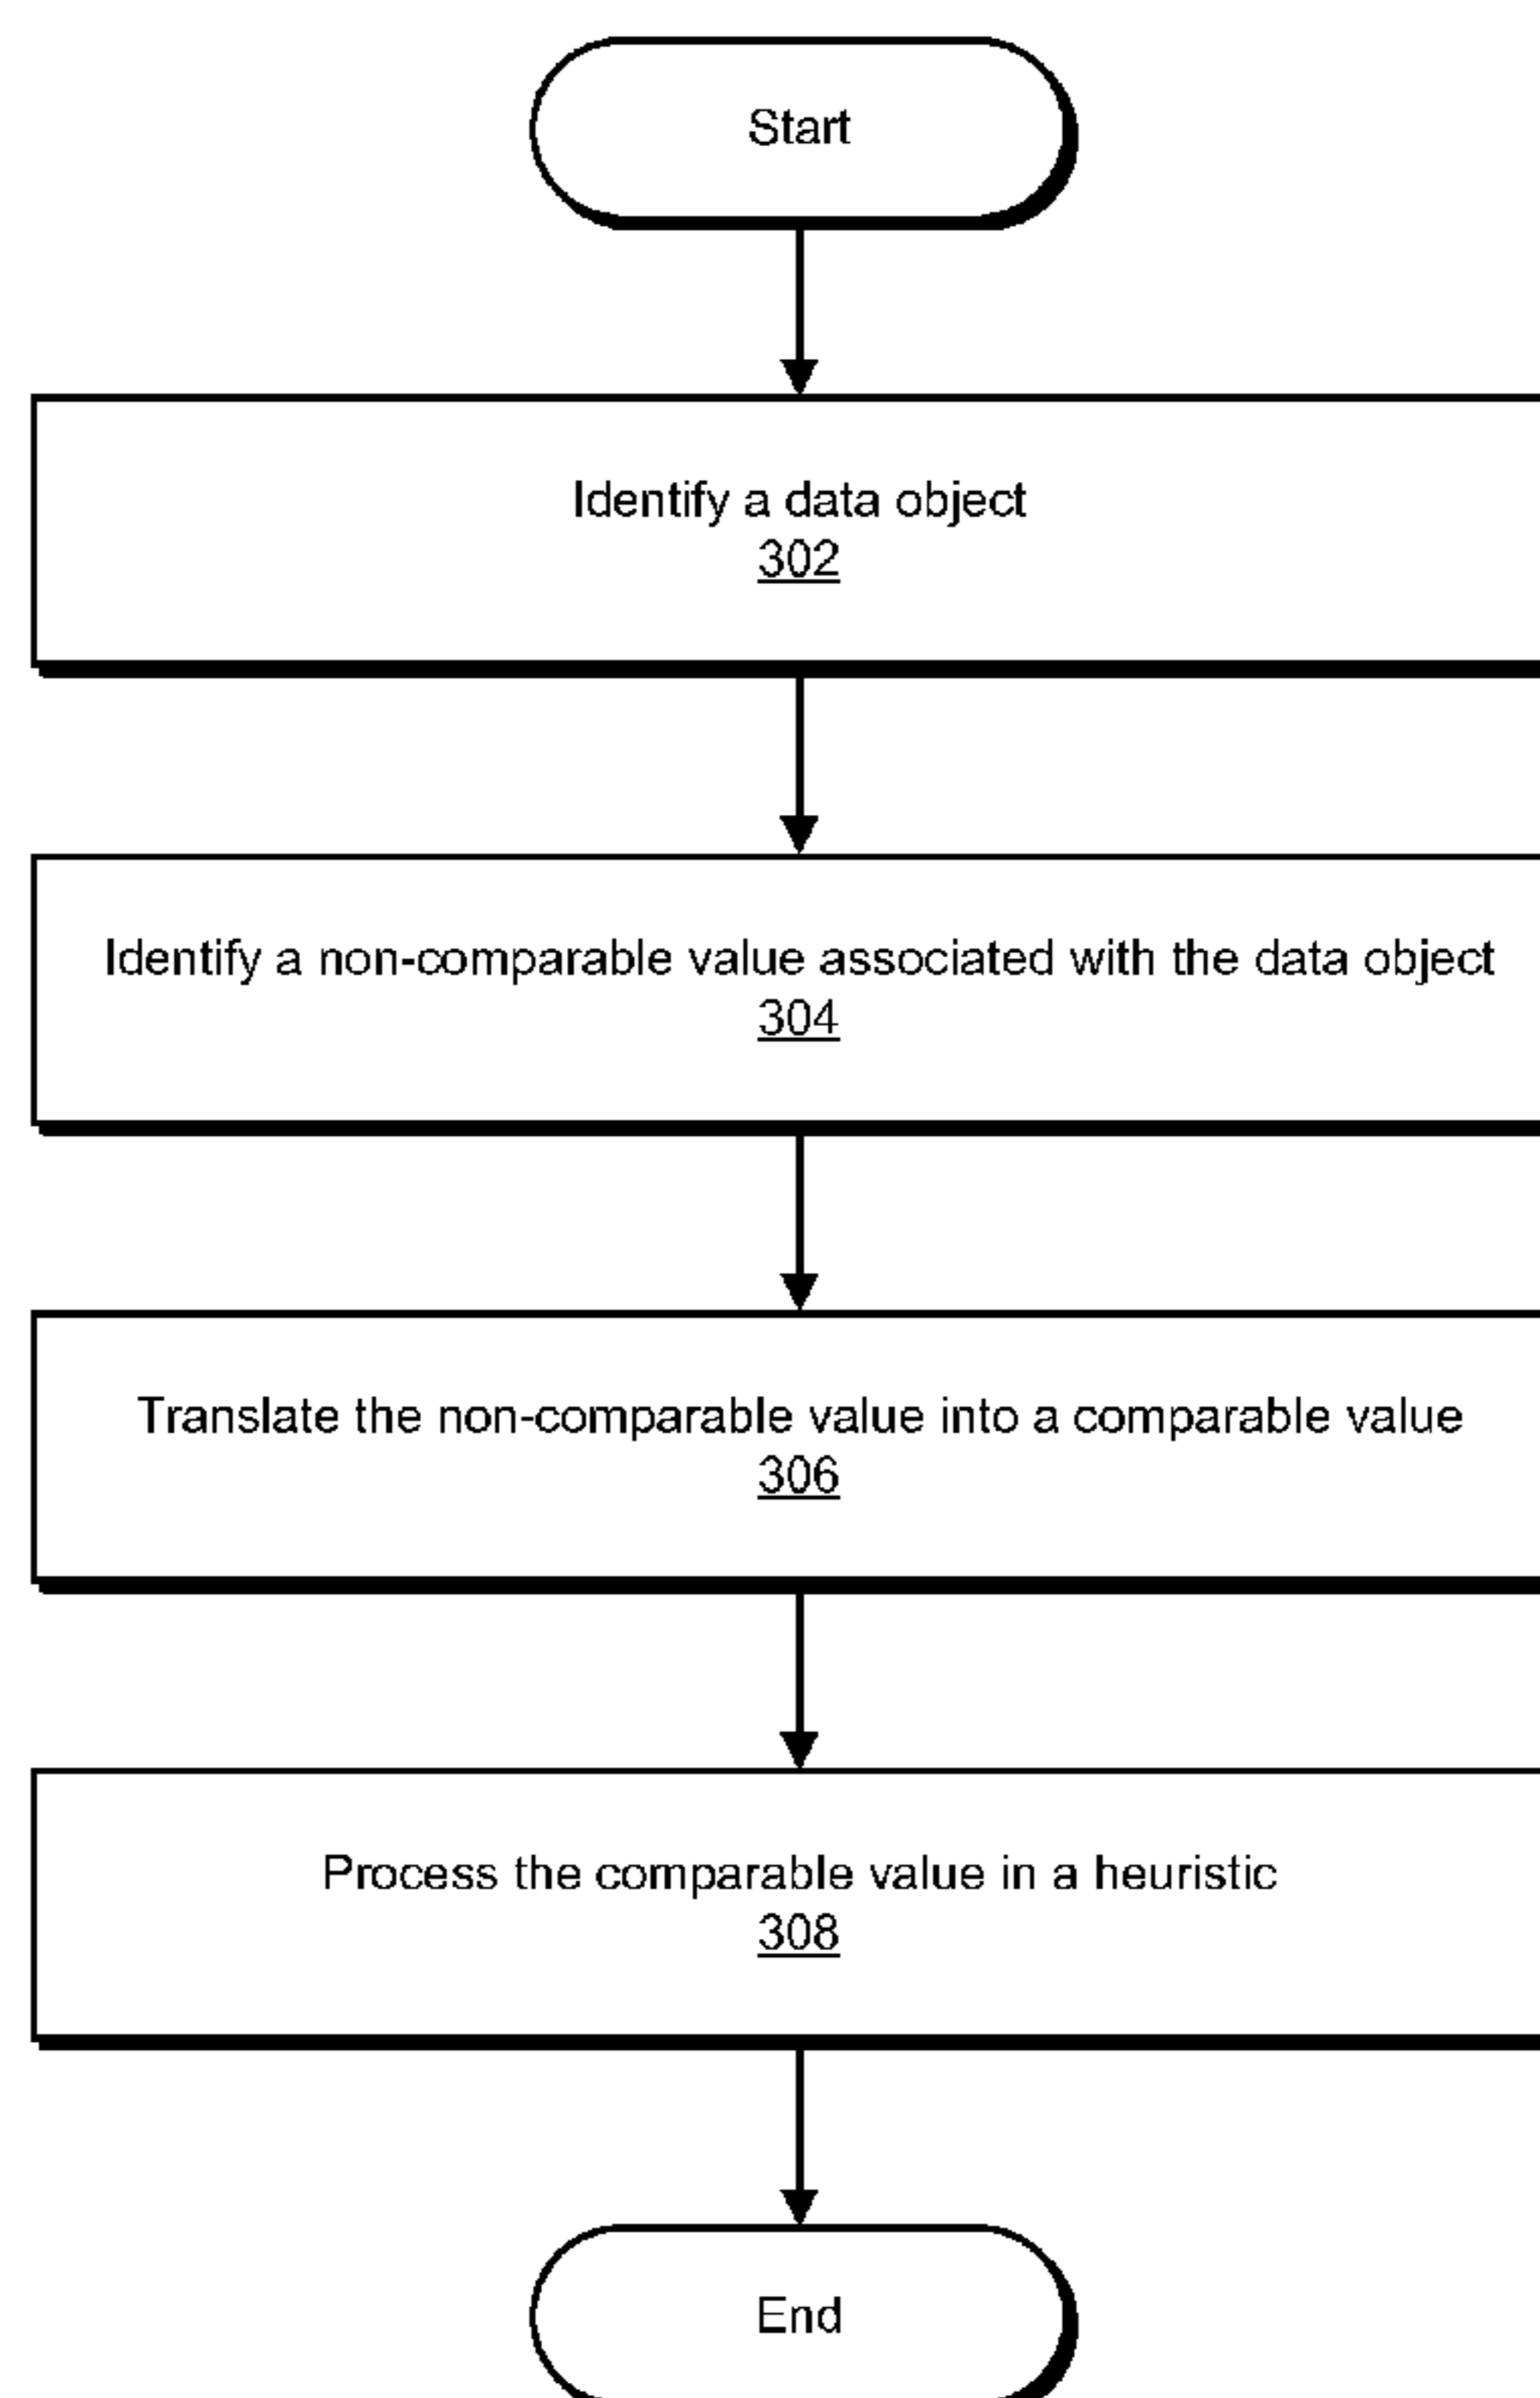 Start
Identify a data object
302
Identify a non-comparable value associated with the data object
304
Translate the non-comparable value into a comparable value
306
Process the comparable value in a heuristic
308
End